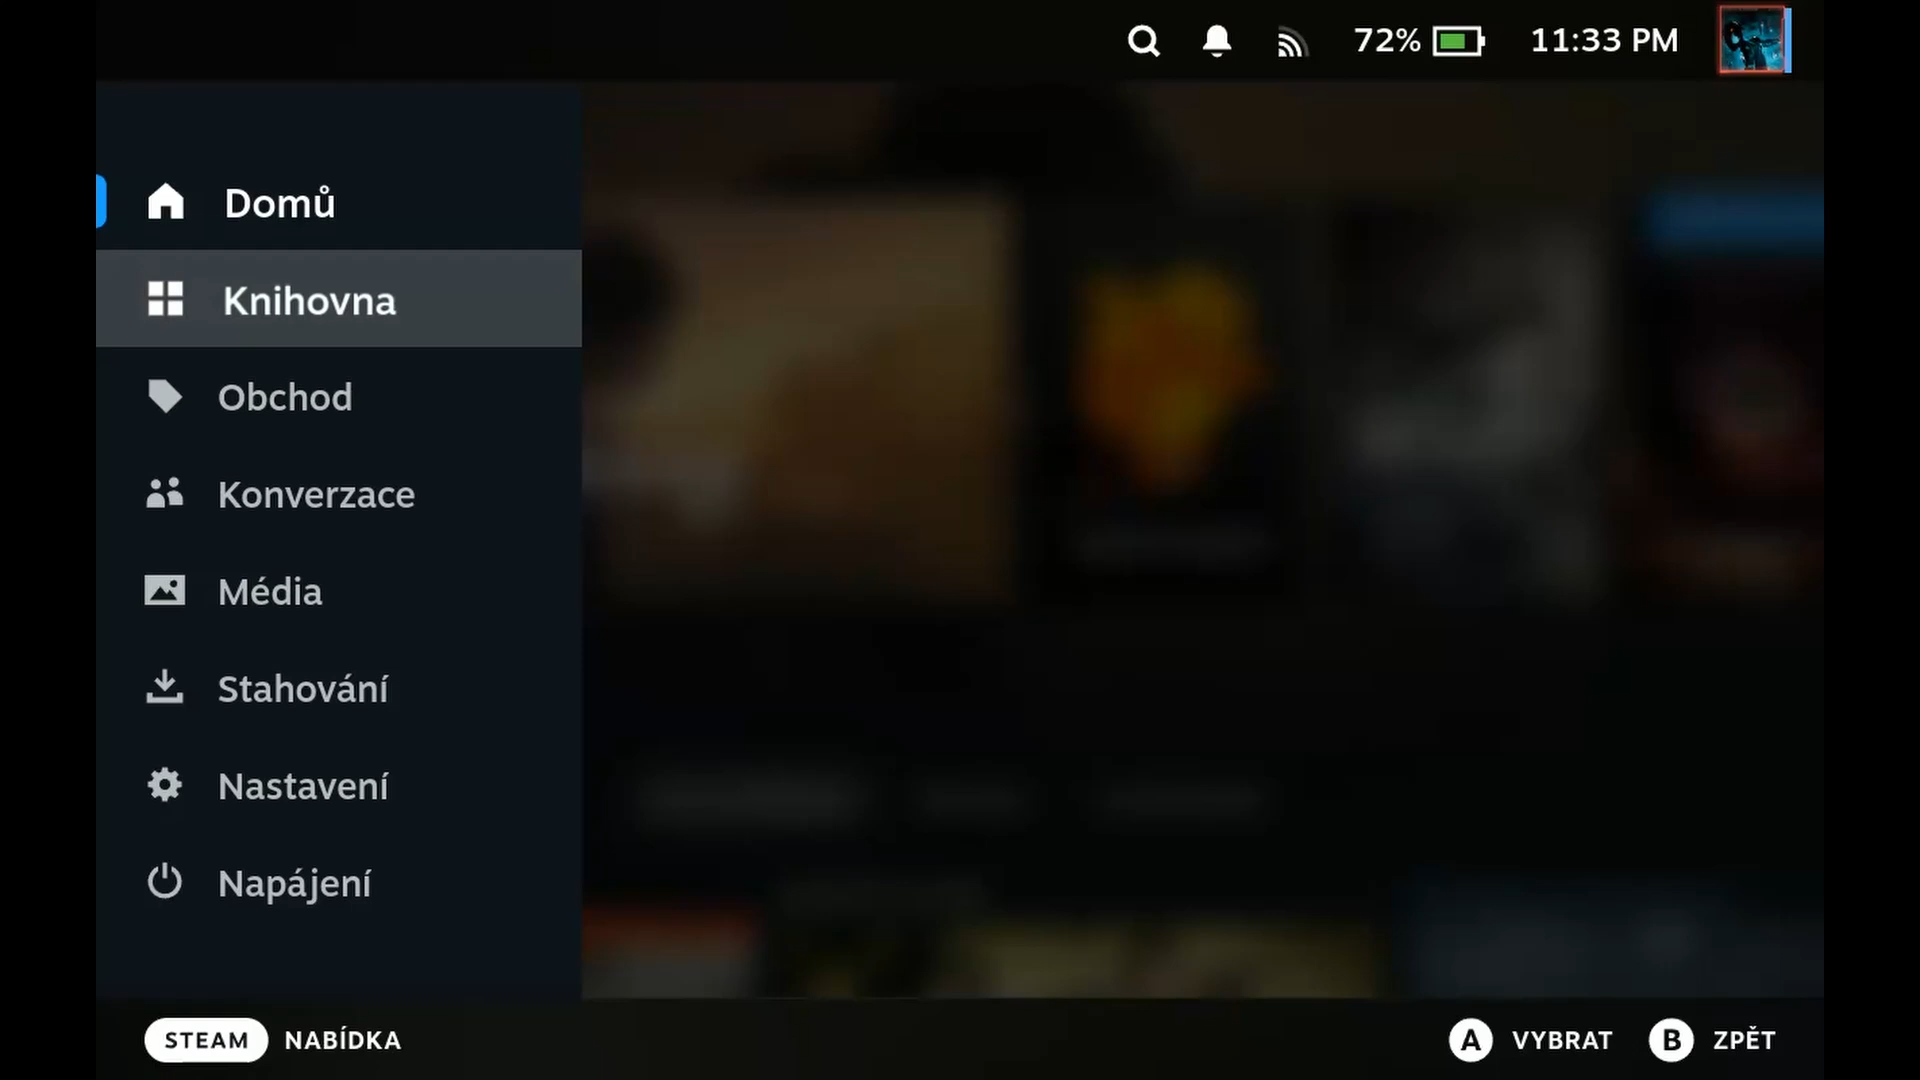 72%
11:33 PM
Domů
Knihovna
Obchod
Konverzace
Média
Stahování
Nastavení
Napájení
STEAM NABÍDKA
A VYBRAT B ZPĚT